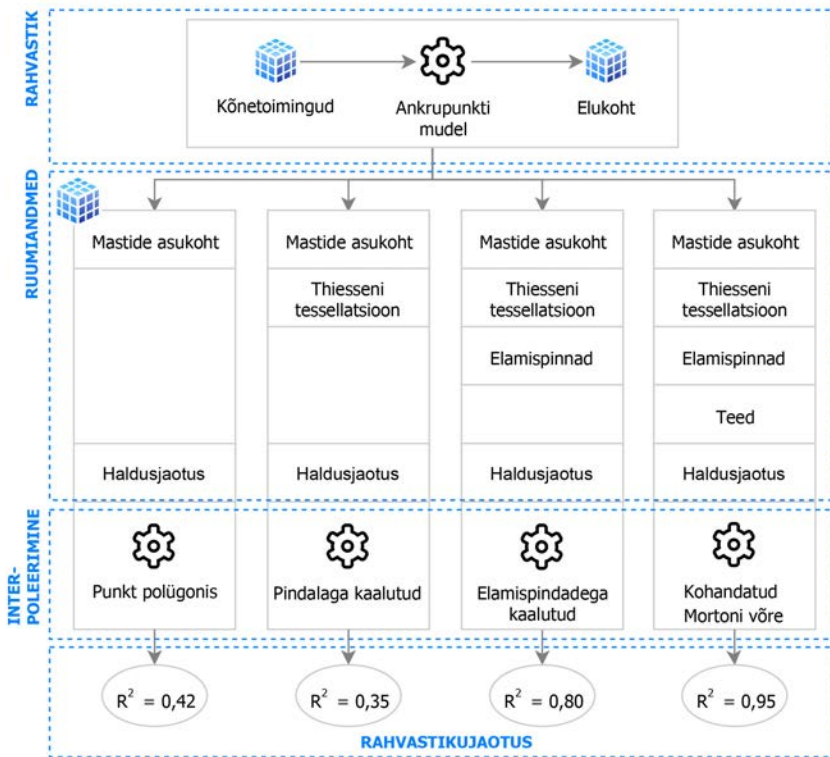 RAHVASTIK
Kõnetoimingud
Ankrupunkti
mudel
Elukoht
RUUMIANDMED
Mastide asukoht
Mastide asukoht
Mastide asukoht
Mastide asukoht
Thiesseni
tessellatsioon
Thiesseni
tessellatsioon
Thiesseni
tessellatsioon
Elamispinnad
Elamispinnad
Teed
Haldusjaotus
Haldusjaotus
Haldusjaotus
Haldusjaotus
INTER-
POLEERIMINE
Punkt polügonis
Pindalaga kaalutud
Elamispindadega
kaalutud
Kohandatud
Mortoni võre
R² = 0,42
R² = 0,35
R² = 0,80
R² = 0,95
RAHVASTIKUJAOTUS